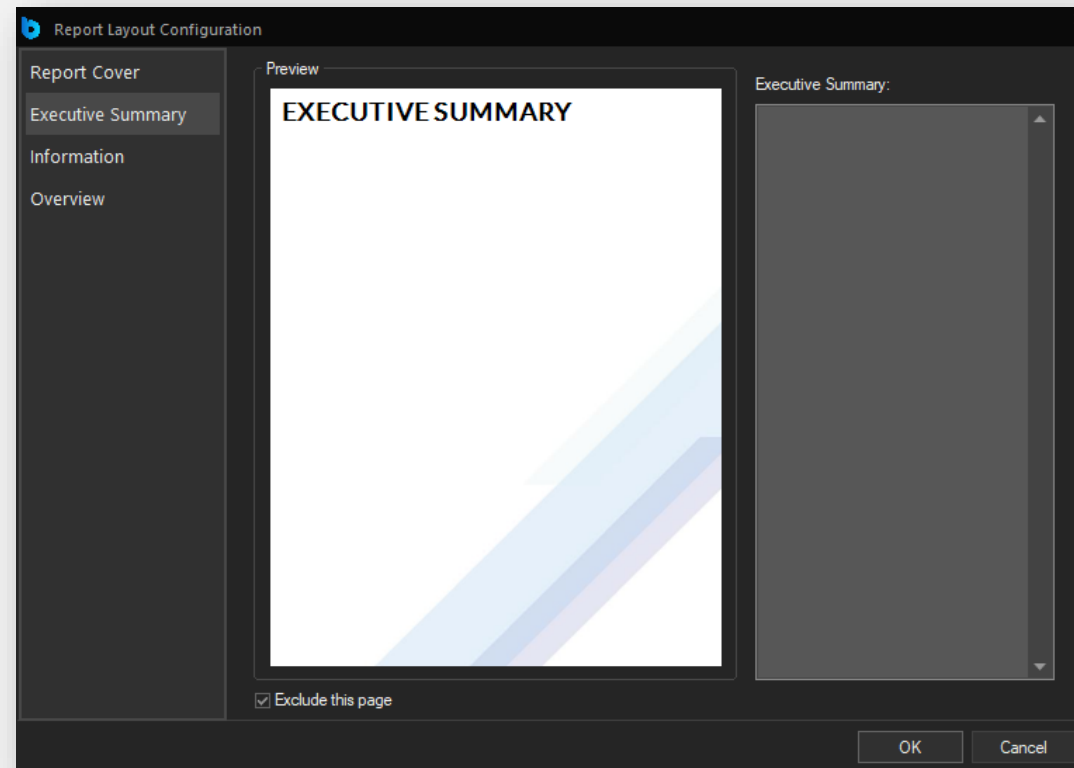 Report Layout Configuration
Report Cover
Executive Summary
Information
Overview
Preview
EXECUTIVE SUMMARY
Executive Summary:
Exclude this page
OK
Cancel